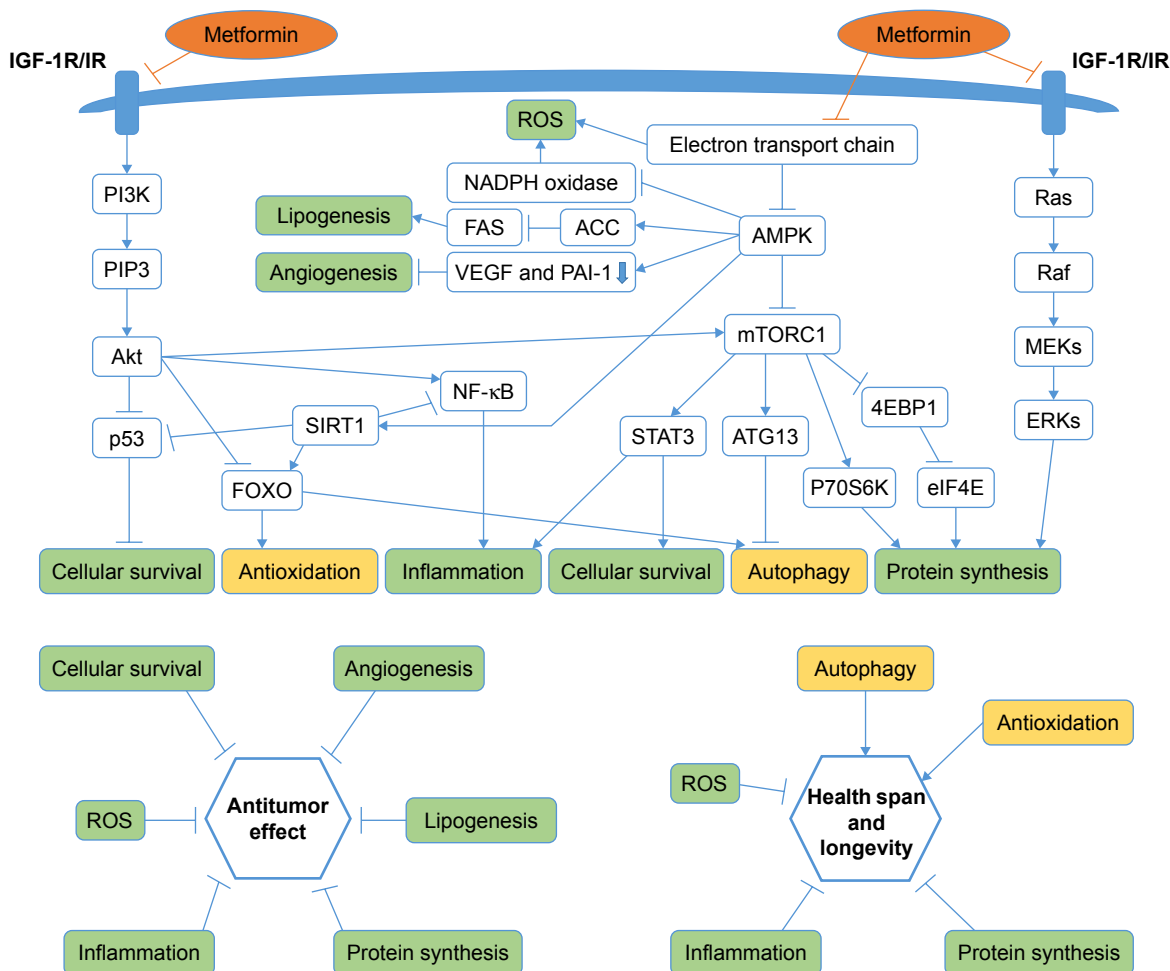 Metformin
Metformin
IGF-1R/IR
IGF-1R/IR
ROS
Electron transport chain
PI3K
NADPH oxidase
Ras
Lipogenesis
FAS
ACC
AMPK
PIP3
Angiogenesis
VEGF and PAI-1
Raf
Akt
mTORC1
MEKs
NF-κB
4EBP1
p53
SIRT1
STAT3
ATG13
ERKs
FOXO
P70S6K
eIF4E
Cellular survival
Antioxidation
Inflammation
Cellular survival
Autophagy
Protein synthesis
Cellular survival
Angiogenesis
ROS
Antitumor
effect
Lipogenesis
Inflammation
Protein synthesis
Autophagy
Antioxidation
ROS
Health span
and
longevity
Inflammation
Protein synthesis